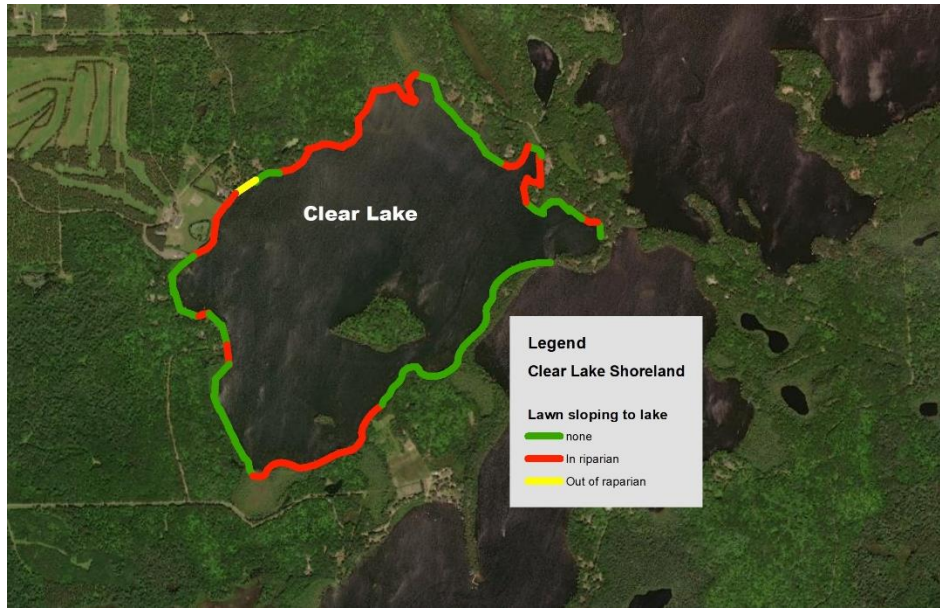 Clear Lake
Legend
Clear Lake Shoreland
Lawn sloping to lake
none
In riparian
Out of raparian